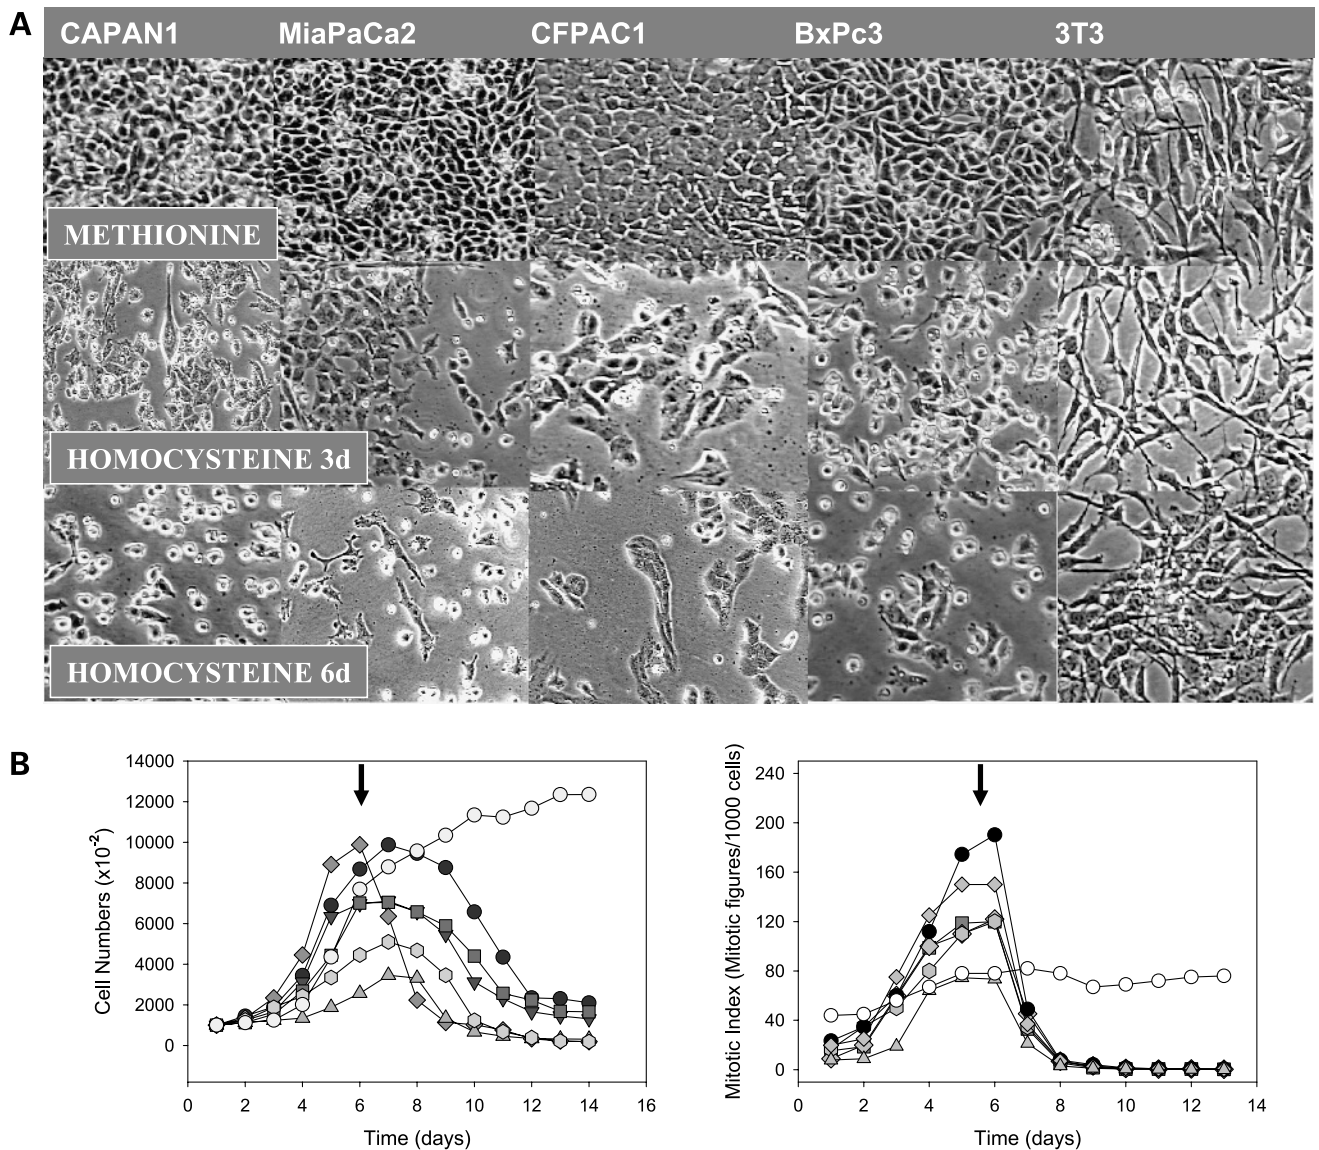 A
CAPAN1 MiaPaCa2 CFPAC1 BxPc3 3T3
METHIONINE
HOMOCYSTEINE 3d
HOMOCYSTEINE 6d
B
Cell Numbers (x10⁻²)
14000
12000
10000
8000
6000
4000
2000
0
0 2 4 6 8 10 12 14 16
Time (days)
Mitotic Index (Mitotic figures/1000 cells)
240
200
160
120
80
40
0
0 2 4 6 8 10 12 14
Time (days)